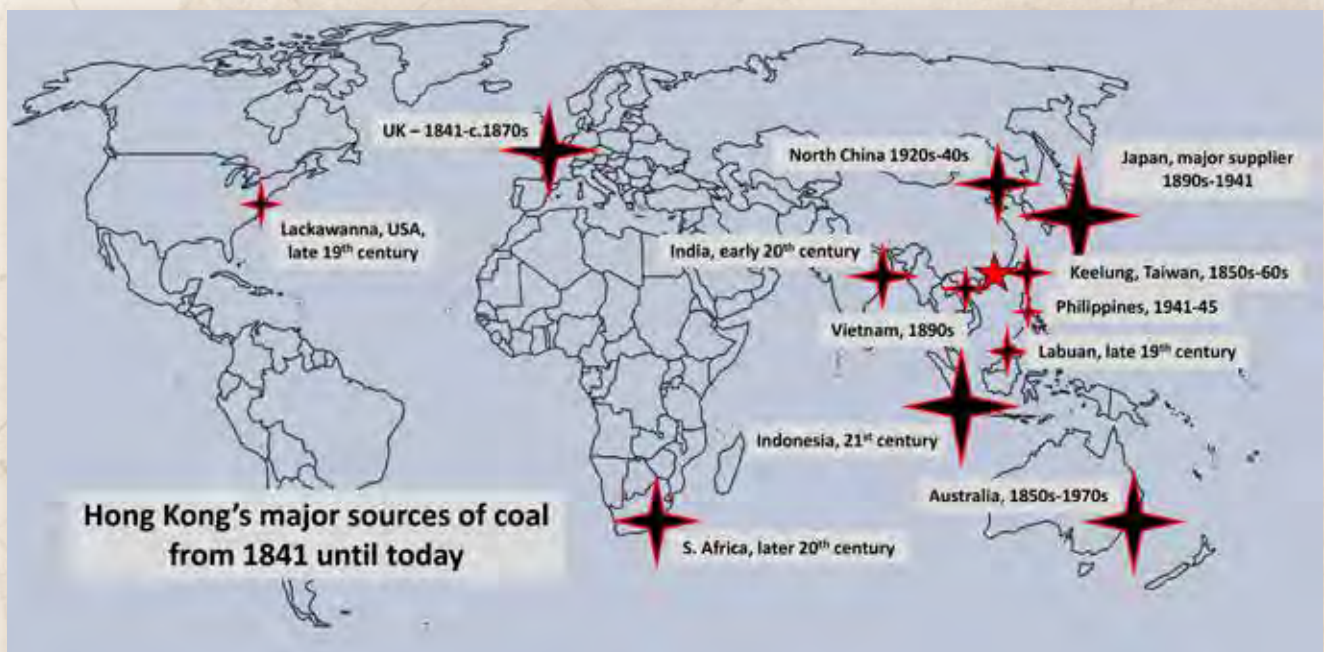 UK – 1841-c.1870s
North China 1920s-40s
Japan, major supplier
1890s-1941
Lackawanna, USA,
late 19th century
India, early 20th century
Keelung, Taiwan, 1850s-60s
Philippines, 1941-45
Vietnam, 1890s
Labuan, late 19th century
Indonesia, 21st century
Australia, 1850s-1970s
Hong Kong's major sources of coal
from 1841 until today
S. Africa, later 20th century